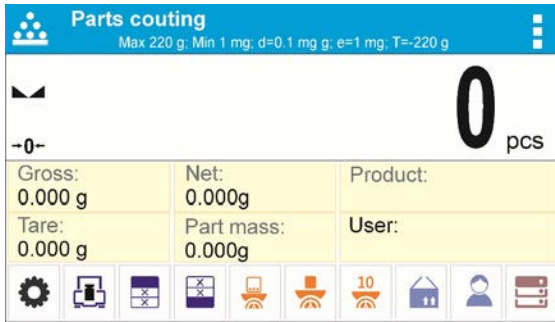 Parts couting
Max 220 g; Min 1 mg; d=0.1 mg g; e=1 mg; T=-220 g
0 pcs
→0←
Gross:
0.000 g
Net:
0.000g
Product:
Tare:
0.000 g
Part mass:
0.000g
User:
10